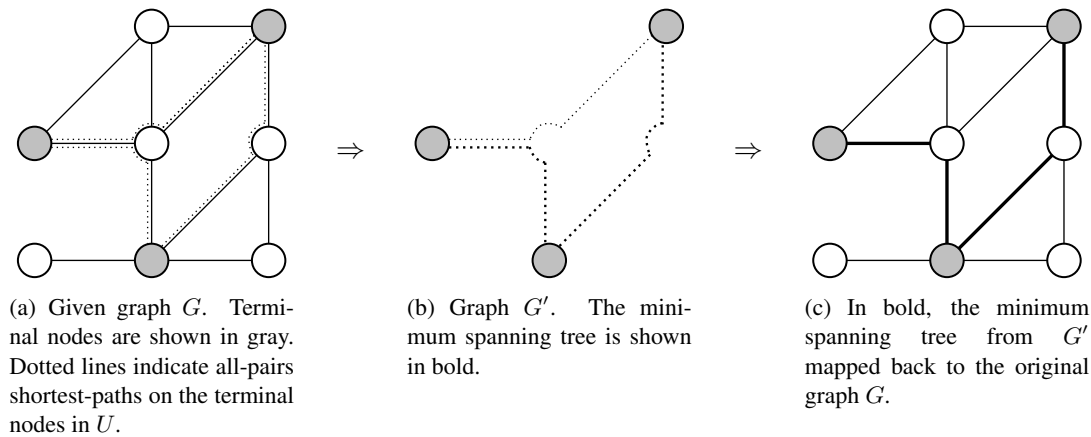 ⇒
⇒
(a) Given graph G. Termi-
nal nodes are shown in gray.
Dotted lines indicate all-pairs
shortest-paths on the terminal
nodes in U.
(b) Graph G′. The mini-
mum spanning tree is shown
in bold.
(c) In bold, the minimum
spanning tree from G′
mapped back to the original
graph G.